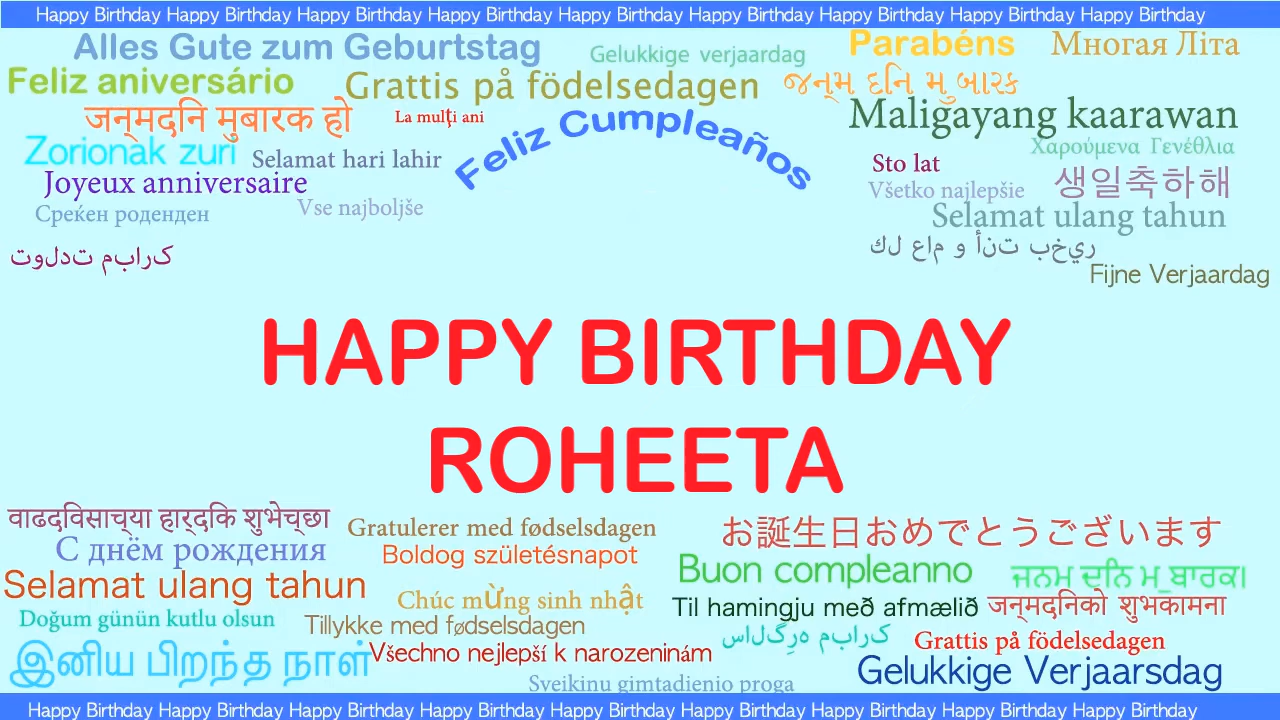 Happy Birthday Happy Birthday Happy Birthday Happy Birthday Happy Birthday Happy Birthday Happy Birthday Happy Birthday Happy Birthday
Alles Gute zum Geburtstag
Gelukkige verjaardag
Parabéns
Многая Літа
Feliz aniversário
Grattis på födelsedagen
જન્મ દનિ મુ બારક
जन्मदनि मुबारक हो
La mulţi ani
Feliz Cumpleaños
Maligayang kaarawan
Zorionak zuri
Selamat hari lahir
Sto lat
Χαρούμενα Γενέθλια
Joyeux anniversaire
Všetko najlepšie
생일축하해
Среќен роденден
Vse najboljše
Selamat ulang tahun
تولدت مبارک
كل عام و أنت بخير
Fijne Verjaardag
HAPPY BIRTHDAY
ROHEETA
वाढदविसाच्या हार्दकि शुभेच्छा
Gratulerer med fødselsdagen
お誕生日おめでとうございます
С днём рождения
Boldog születésnapot
Buon compleanno
ਜਨਮ ਦਨਿ ਮੁ ਬਾਰਕ।
Selamat ulang tahun
Chúc mừng sinh nhật
Til hamingju með afmælið
जन्मदनिको शुभकामना
Doğum günün kutlu olsun
Tillykke med fødselsdagen
سالگرہ مبارک
Grattis på födelsedagen
இனிய பிறந்த நாள்
Všechno nejlepší k narozeninám
Gelukkige Verjaarsdag
Sveikinu gimtadienio proga
Happy Birthday Happy Birthday Happy Birthday Happy Birthday Happy Birthday Happy Birthday Happy Birthday Happy Birthday Happy Birthday